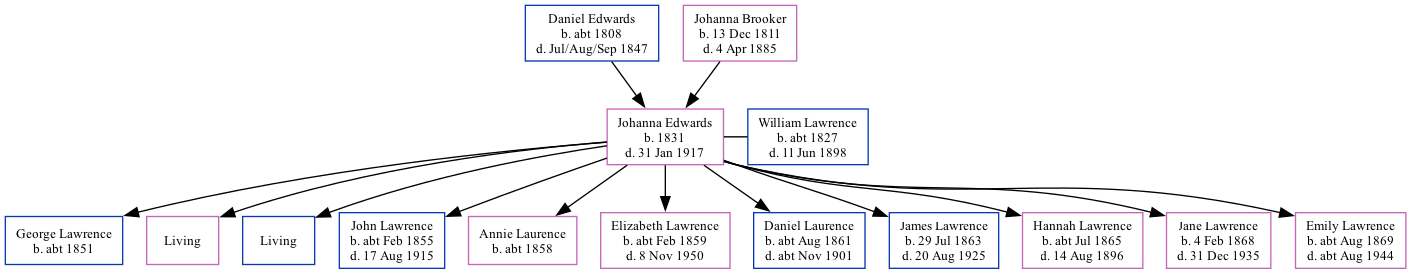 Daniel Edwards
b. abt 1808
d. Jul/Aug/Sep 1847
Johanna Brooker
b. 13 Dec 1811
d. 4 Apr 1885
Johanna Edwards
b. 1831
d. 31 Jan 1917
William Lawrence
b. abt 1827
d. 11 Jun 1898
George Lawrence
b. abt 1851
Living
Living
John Lawrence
b. abt Feb 1855
d. 17 Aug 1915
Annie Laurence
b. abt 1858
Elizabeth Lawrence
b. abt Feb 1859
d. 8 Nov 1950
Daniel Laurence
b. abt Aug 1861
d. abt Nov 1901
James Lawrence
b. 29 Jul 1863
d. 20 Aug 1925
Hannah Lawrence
b. abt Jul 1865
d. 14 Aug 1896
Jane Lawrence
b. 4 Feb 1868
d. 31 Dec 1935
Emily Lawrence
b. abt Aug 1869
d. abt Aug 1944